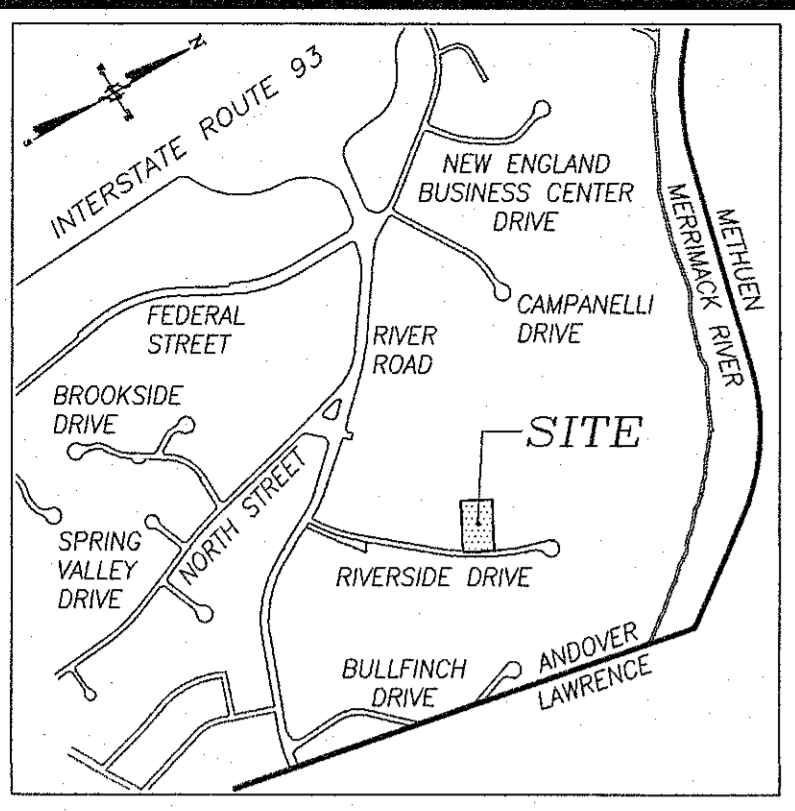 N
S
INTERSTATE ROUTE 93
NEW ENGLAND
BUSINESS CENTER
DRIVE
METHUEN
MERRIMACK RIVER
CAMPANELLI
DRIVE
FEDERAL
STREET
RIVER
ROAD
BROOKSIDE
DRIVE
SITE
NORTH STREET
SPRING
VALLEY
DRIVE
RIVERSIDE DRIVE
BULLFINCH
DRIVE
ANDOVER
LAWRENCE